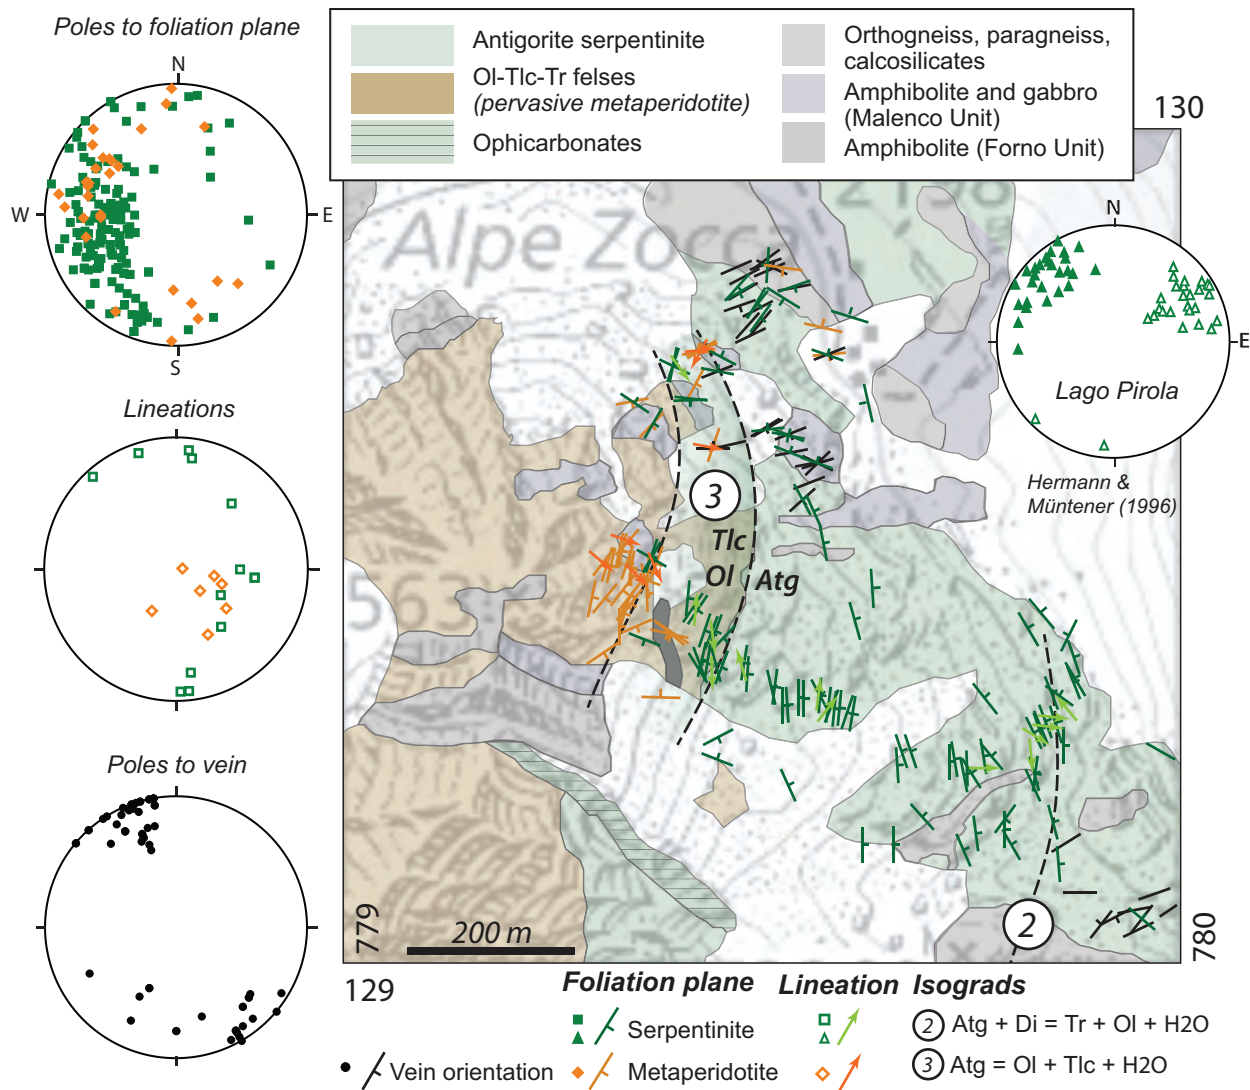 Poles to foliation plane
N
W
E
S
Lineations
Poles to vein
Antigorite serpentinite
Ol-Tlc-Tr felses
(pervasive metaperidotite)
Ophicarbonates
Orthogneiss, paragneiss,
calcosilicates
Amphibolite and gabbro
(Malenco Unit)
Amphibolite (Forno Unit)
130
Alpe Zocca
2198
N
E
Lago Pirola
Hermann &
Müntener (1996)
3
Tlc
Ol
Atg
563
2
779
200 m
780
129
Foliation plane
Lineation
Isograds
Serpentinite
2 Atg + Di = Tr + Ol + H2O
Vein orientation
Metaperidotite
3 Atg = Ol + Tlc + H2O